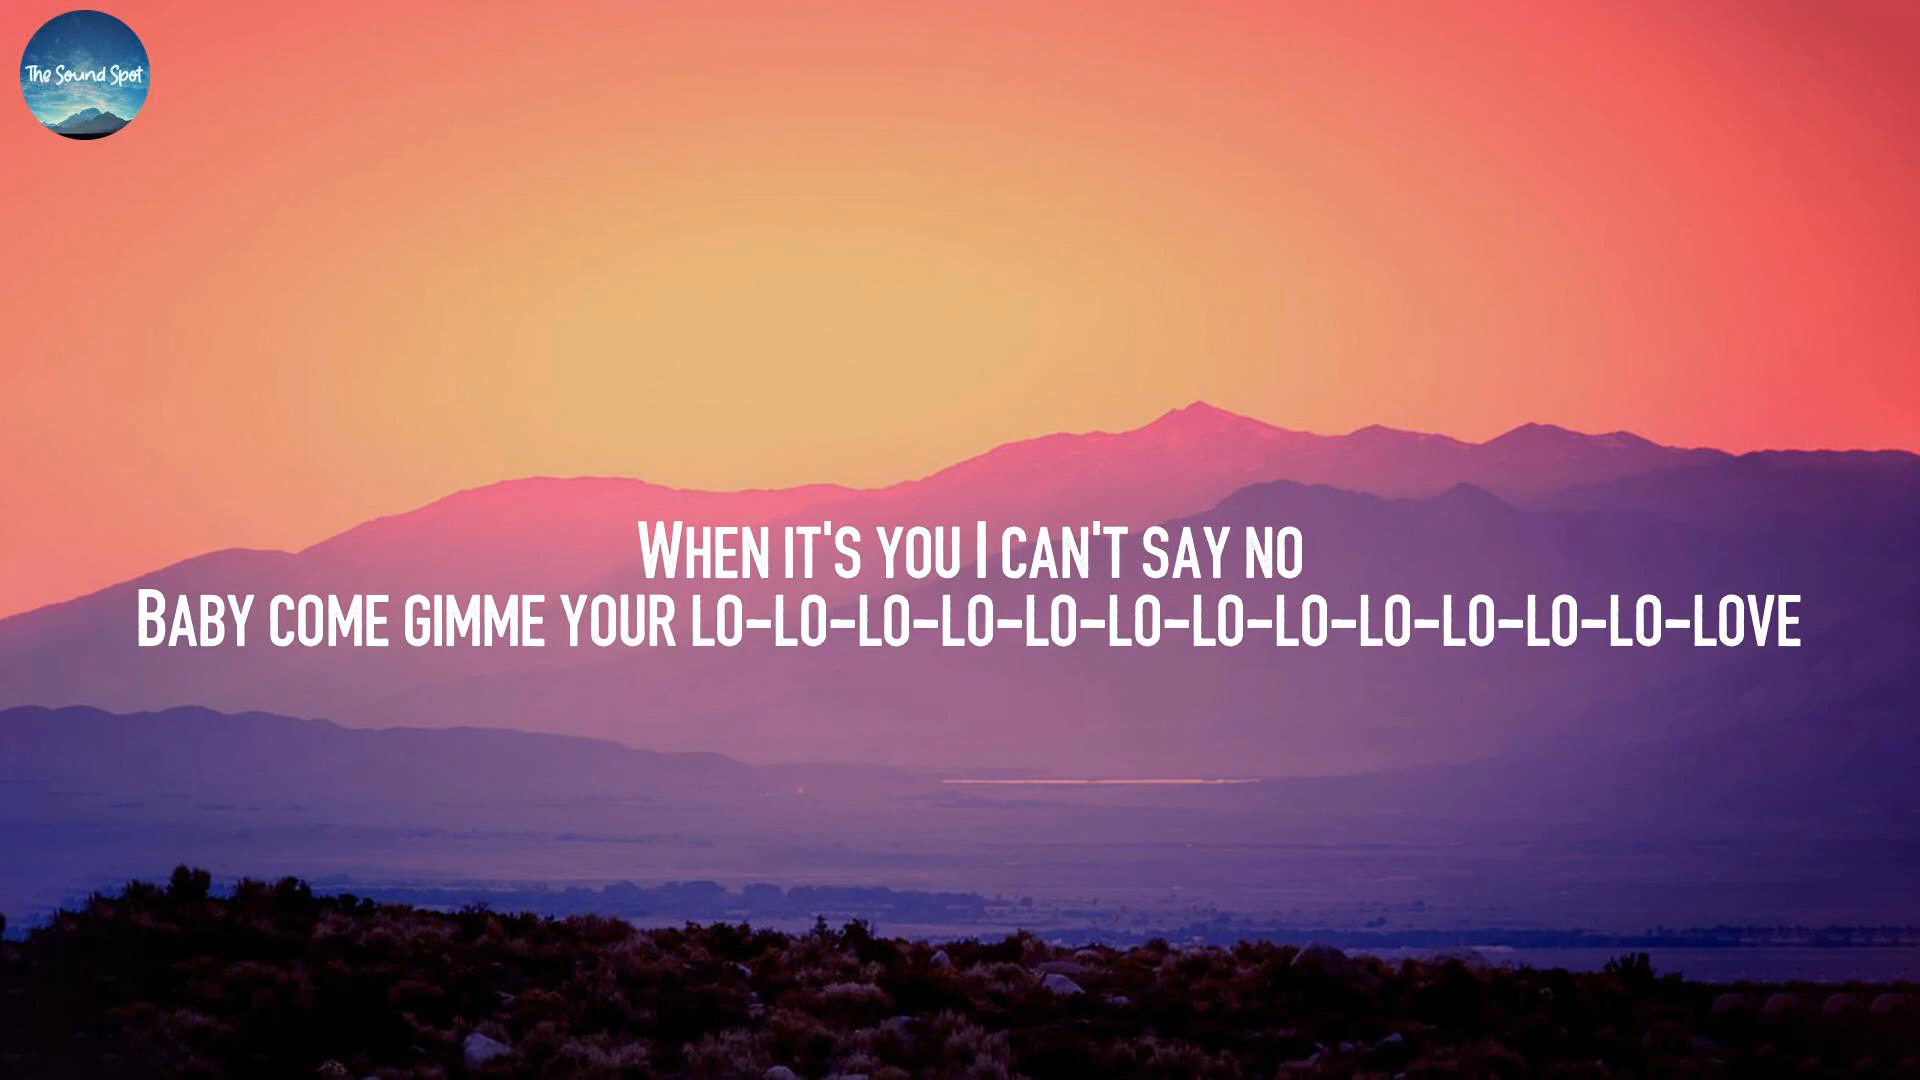 The Sound Spot
When it's you I can't say no
Baby come gimme your lo-lo-lo-lo-lo-lo-lo-lo-lo-lo-lo-lo-love